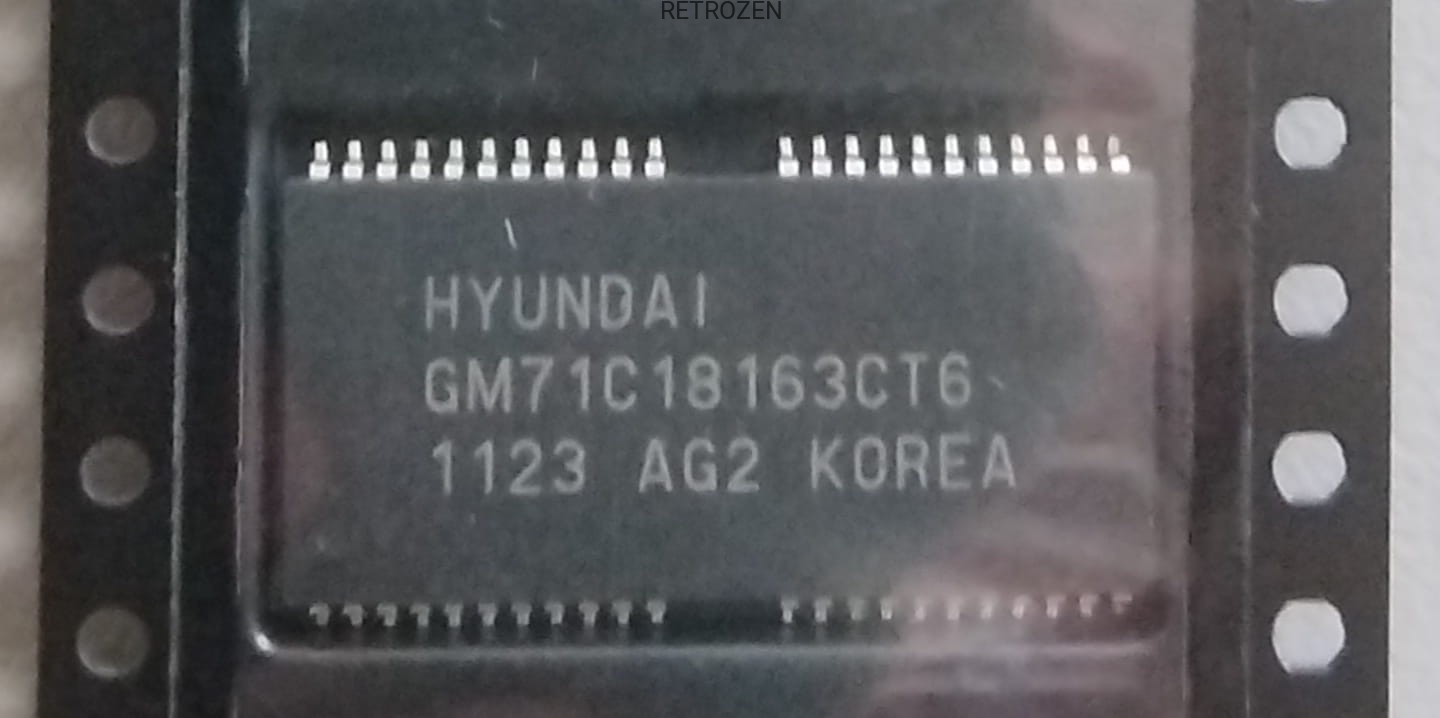 RETROZEN
HYUNDAI
GM71C18163CT6
1123 AG2 KOREA